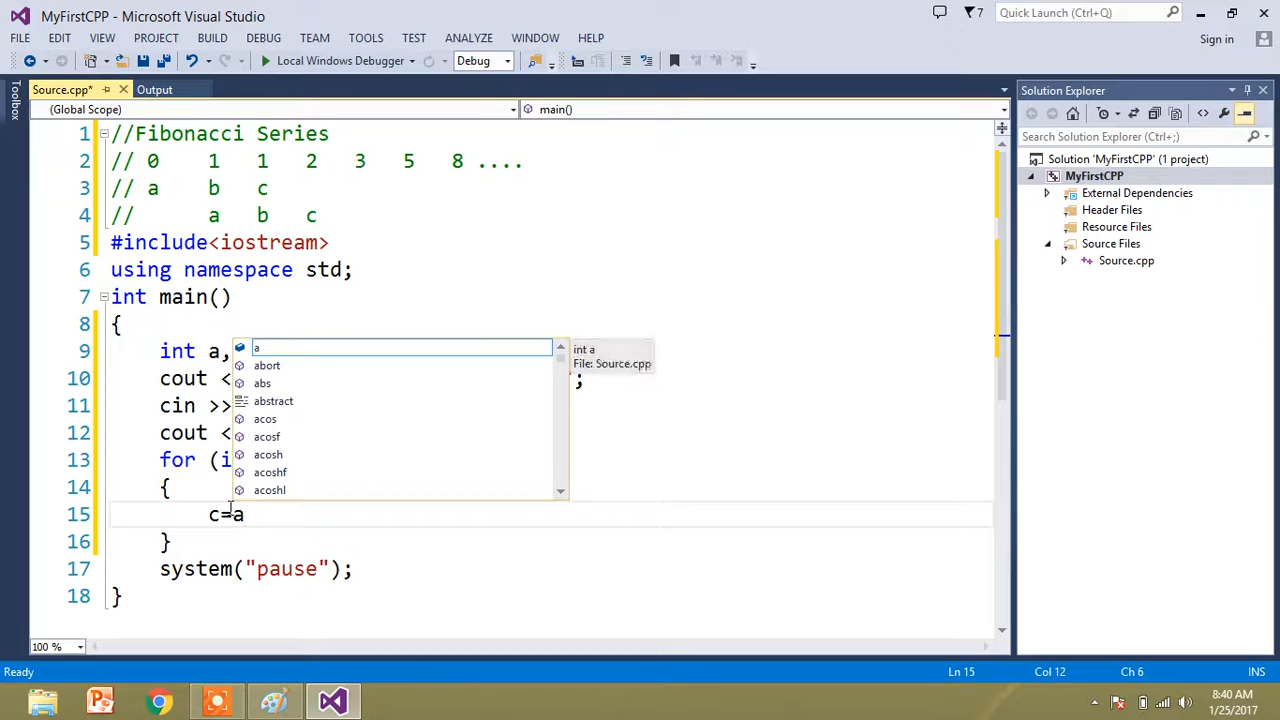 MyFirstCPP - Microsoft Visual Studio
7
Quick Launch (Ctrl+Q)
FILE EDIT VIEW PROJECT BUILD DEBUG TEAM TOOLS TEST ANALYZE WINDOW HELP
Sign in
Local Windows Debugger
Debug
Toolbox
Source.cpp*
Output
(Global Scope)
main()
1 //Fibonacci Series
2 // 0 1 1 2 3 5 8 ....
3 // a b c
4 // a b c
5 #include<iostream>
6 using namespace std;
7 int main()
8 {
9 int a,
10 cout < ;
11 cin >>
12 cout <
13 for (i
14 {
15 c=a
16 }
17 system("pause");
18 }
a
abort
abs
abstract
acos
acosf
acosh
acoshf
acoshl
int a
File: Source.cpp
100 %
Solution Explorer
Search Solution Explorer (Ctrl+;)
Solution 'MyFirstCPP' (1 project)
MyFirstCPP
External Dependencies
Header Files
Resource Files
Source Files
Source.cpp
Ready
Ln 15
Col 12
Ch 6
INS
8:40 AM
1/25/2017